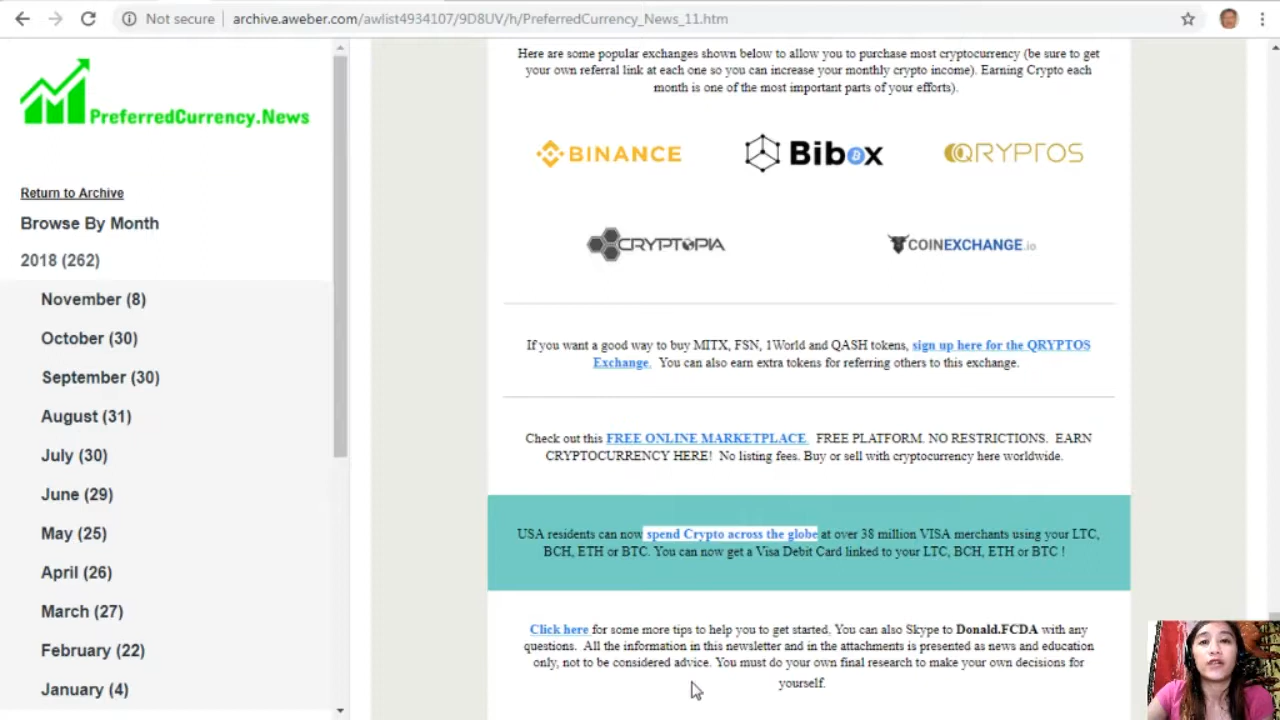 Not secure
archive.aweber.com/awlist4934107/9D8UV/h/PreferredCurrency_News_11.htm
PreferredCurrency.News
Return to Archive
Browse By Month
2018 (262)
November (8)
October (30)
September (30)
August (31)
July (30)
June (29)
May (25)
April (26)
March (27)
February (22)
January (4)
Here are some popular exchanges shown below to allow you to purchase most cryptocurrency (be sure to get
your own referral link at each one so you can increase your monthly crypto income). Earning Crypto each
month is one of the most important parts of your efforts).
BINANCE
Bibox
QRYPTOS
CRYPTOPIA
COINEXCHANGE.io
If you want a good way to buy MITX, FSN, 1World and QASH tokens, sign up here for the QRYPTOS
Exchange. You can also earn extra tokens for referring others to this exchange.
Check out this FREE ONLINE MARKETPLACE. FREE PLATFORM. NO RESTRICTIONS. EARN
CRYPTOCURRENCY HERE! No listing fees. Buy or sell with cryptocurrency here worldwide.
USA residents can now spend Crypto across the globe at over 38 million VISA merchants using your LTC,
BCH, ETH or BTC. You can now get a Visa Debit Card linked to your LTC, BCH, ETH or BTC !
Click here for some more tips to help you to get started. You can also Skype to Donald.FCDA with any
questions. All the information in this newsletter and in the attachments is presented as news and education
only, not to be considered advice. You must do your own final research to make your own decisions for
yourself.